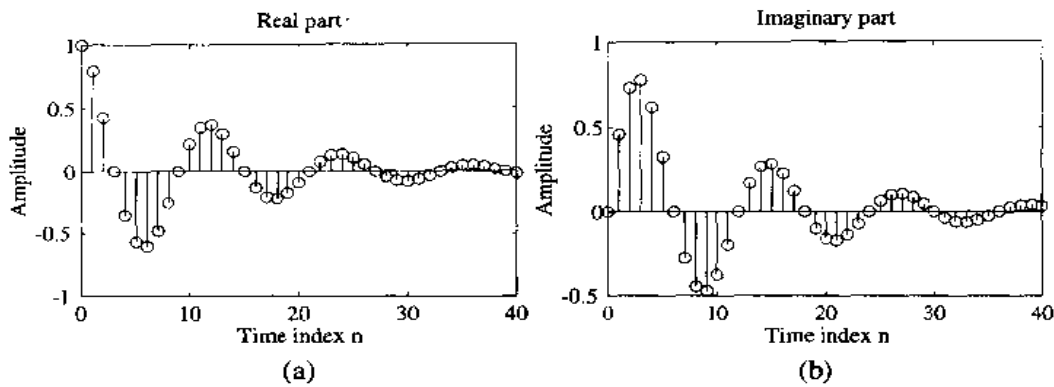 Real part
Amplitude
1
0.5
0
-0.5
-1
0 10 20 30 40
Time index n
(a)
Imaginary part
Amplitude
1
0.5
0
-0.5
0 10 20 30 40
Time index n
(b)